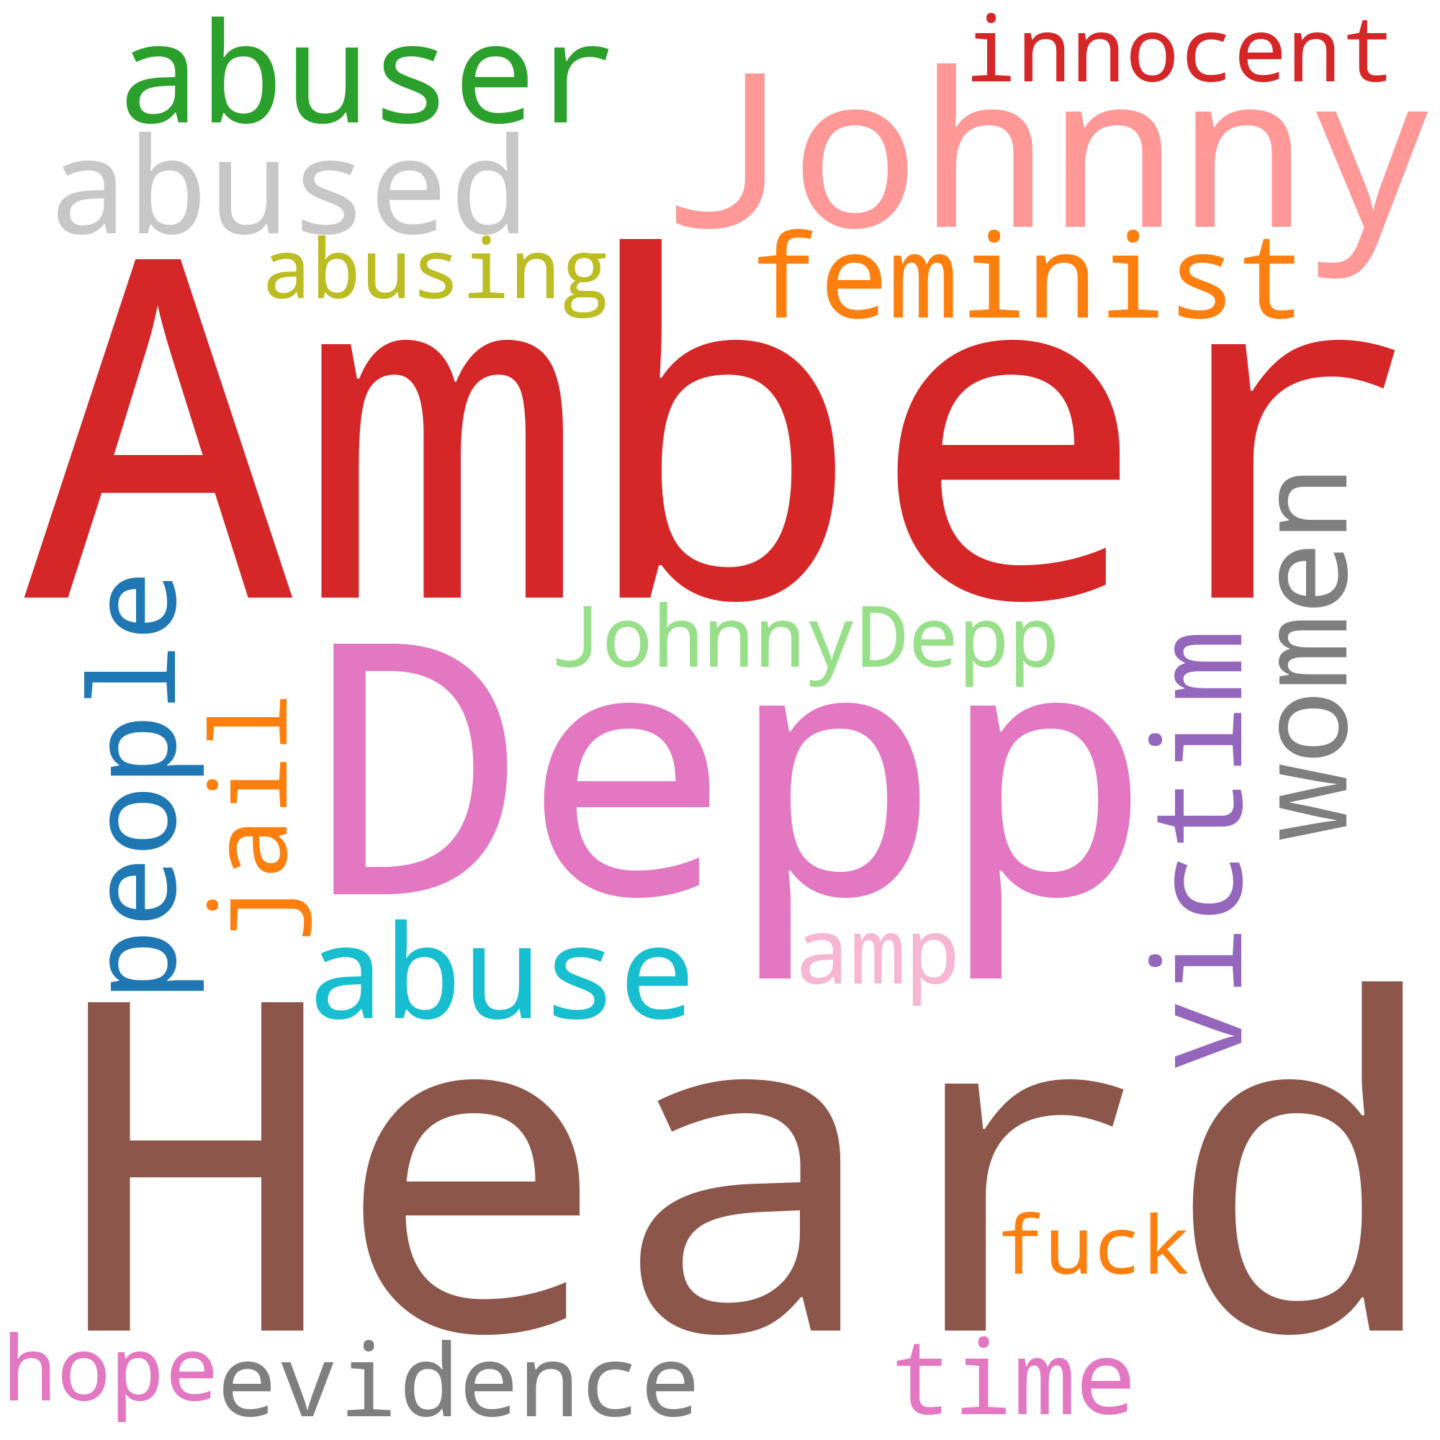 abuser
innocent
Johnny
abused
abusing
feminist
Amber
women
people
JohnnyDepp
victim
jail
Depp
abuse
amp
Heard
fuck
hope
evidence
time